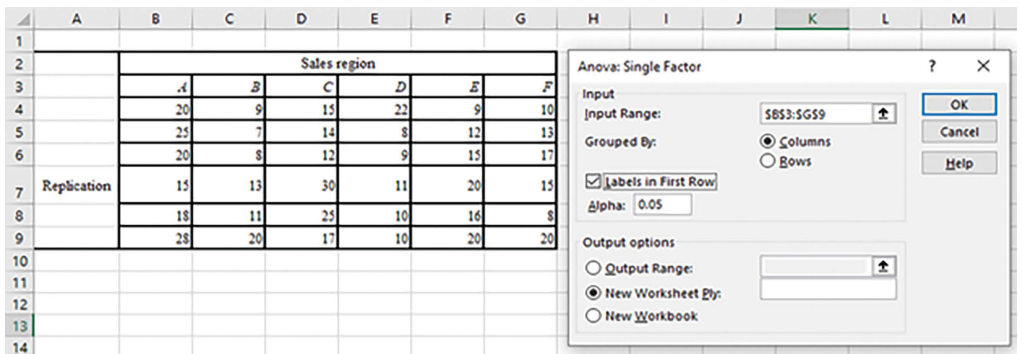 A B C D E F G H I J K L M
1
2 Sales region
3 A B C D E F
4 20 9 15 22 9 10
5 25 7 14 8 12 13
6 20 8 12 9 15 17
7 Replication 15 13 30 11 20 15
8 18 11 25 10 16 8
9 28 20 17 10 20 20
10
11
12
13
14
Anova: Single Factor ? ×
Input
Input Range: $B$3:$G$9
Grouped By: Columns
Rows
Labels in First Row
Alpha: 0.05
Output options
Output Range:
New Worksheet Ply:
New Workbook
OK
Cancel
Help